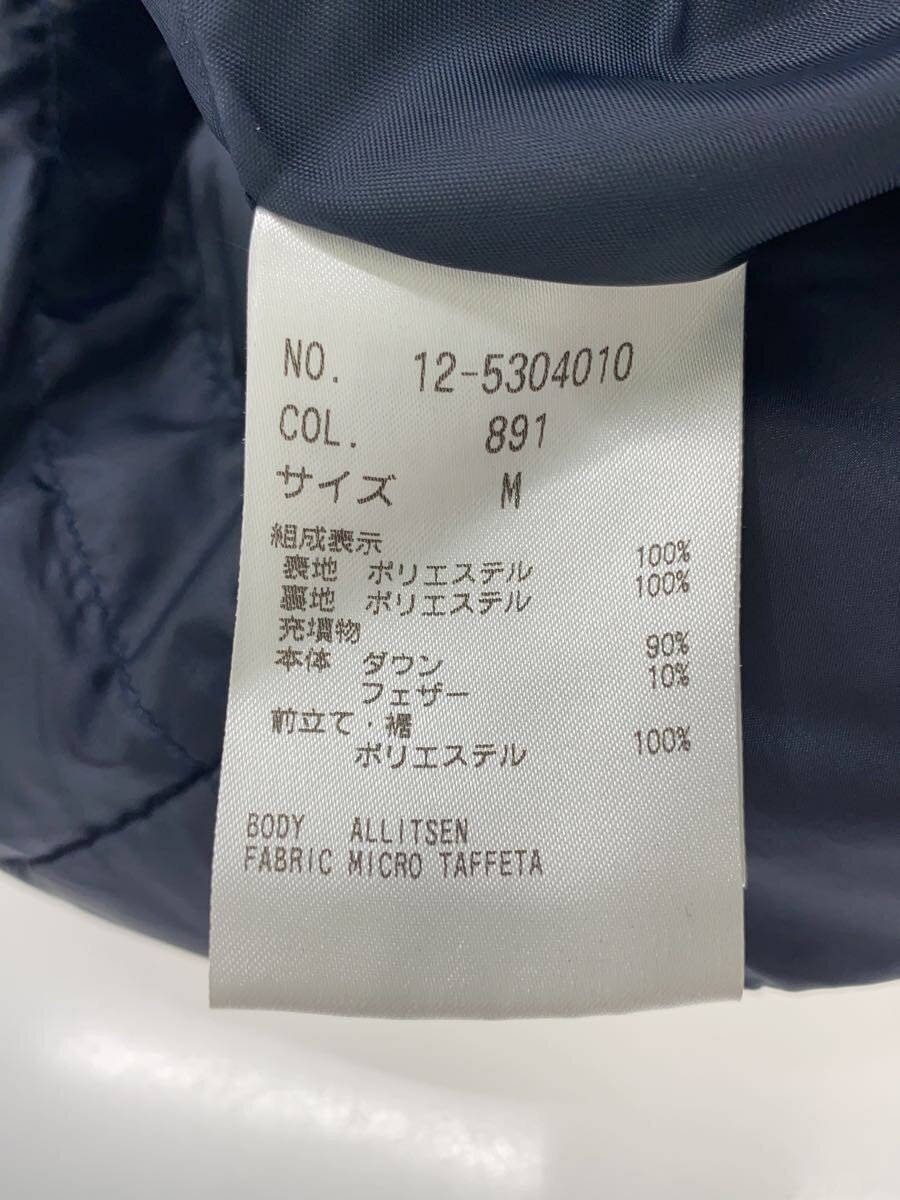 NO. 12-5304010
COL. 891
サイズ M
組成表示
表地 ポリエステル 100%
裏地 ポリエステル 100%
充填物
本体 ダウン 90%
フェザー 10%
前立て・裾
ポリエステル 100%
BODY ALLITSEN
FABRIC MICRO TAFFETA